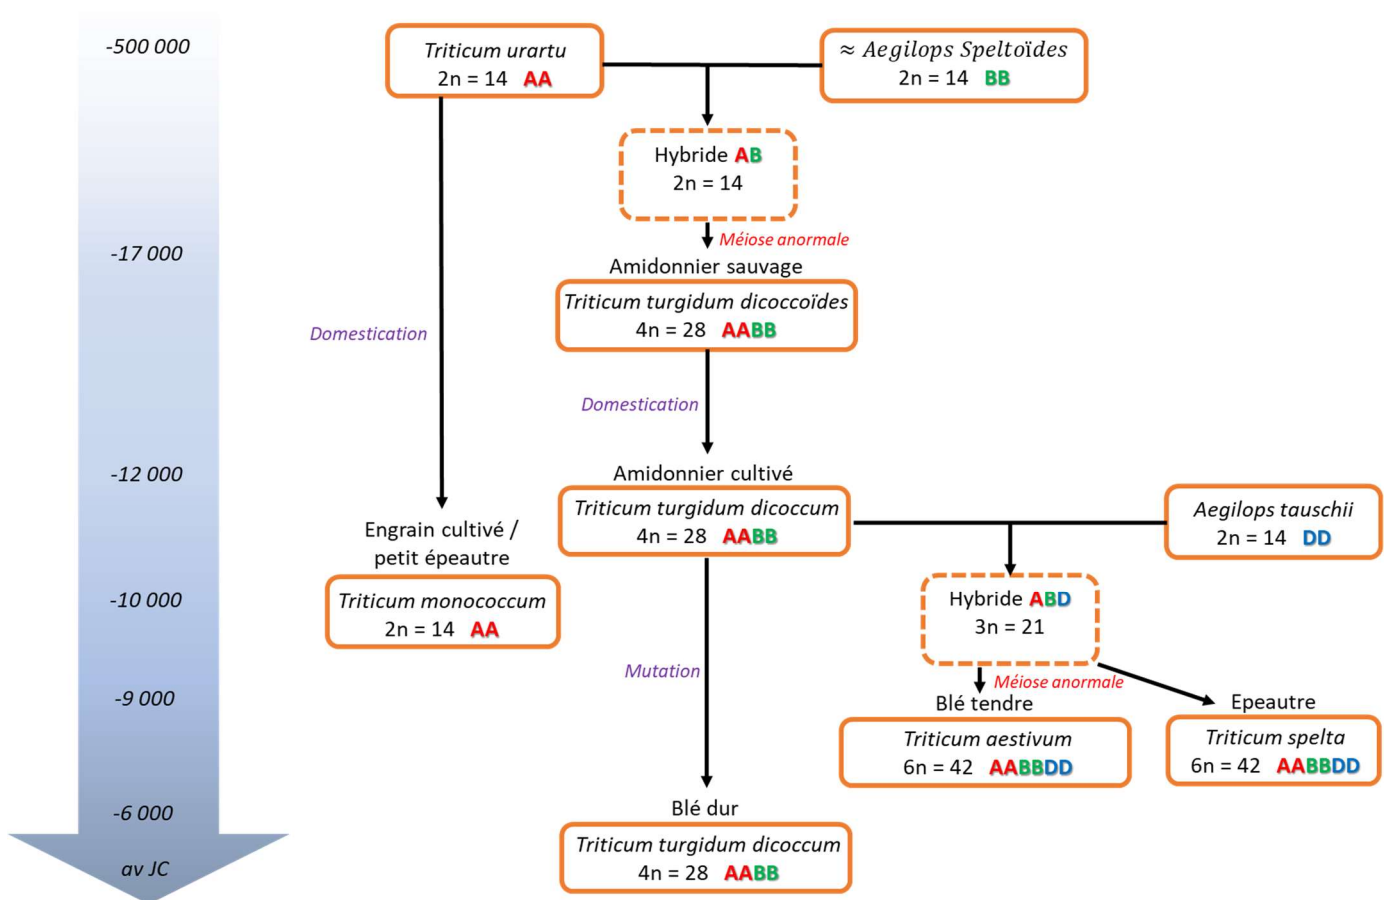 -500 000
-17 000
-12 000
-10 000
-9 000
-6 000
av JC
Triticum urartu
2n = 14 AA
≈ Aegilops Speltoïdes
2n = 14 BB
Hybride AB
2n = 14
Méiose anormale
Amidonnier sauvage
Triticum turgidum dicoccoïdes
4n = 28 AABB
Domestication
Domestication
Amidonnier cultivé
Triticum turgidum dicoccum
4n = 28 AABB
Aegilops tauschii
2n = 14 DD
Engrain cultivé /
petit épeautre
Triticum monococcum
2n = 14 AA
Hybride ABD
3n = 21
Mutation
Méiose anormale
Blé tendre
Triticum aestivum
6n = 42 AABBDD
Epeautre
Triticum spelta
6n = 42 AABBDD
Blé dur
Triticum turgidum dicoccum
4n = 28 AABB